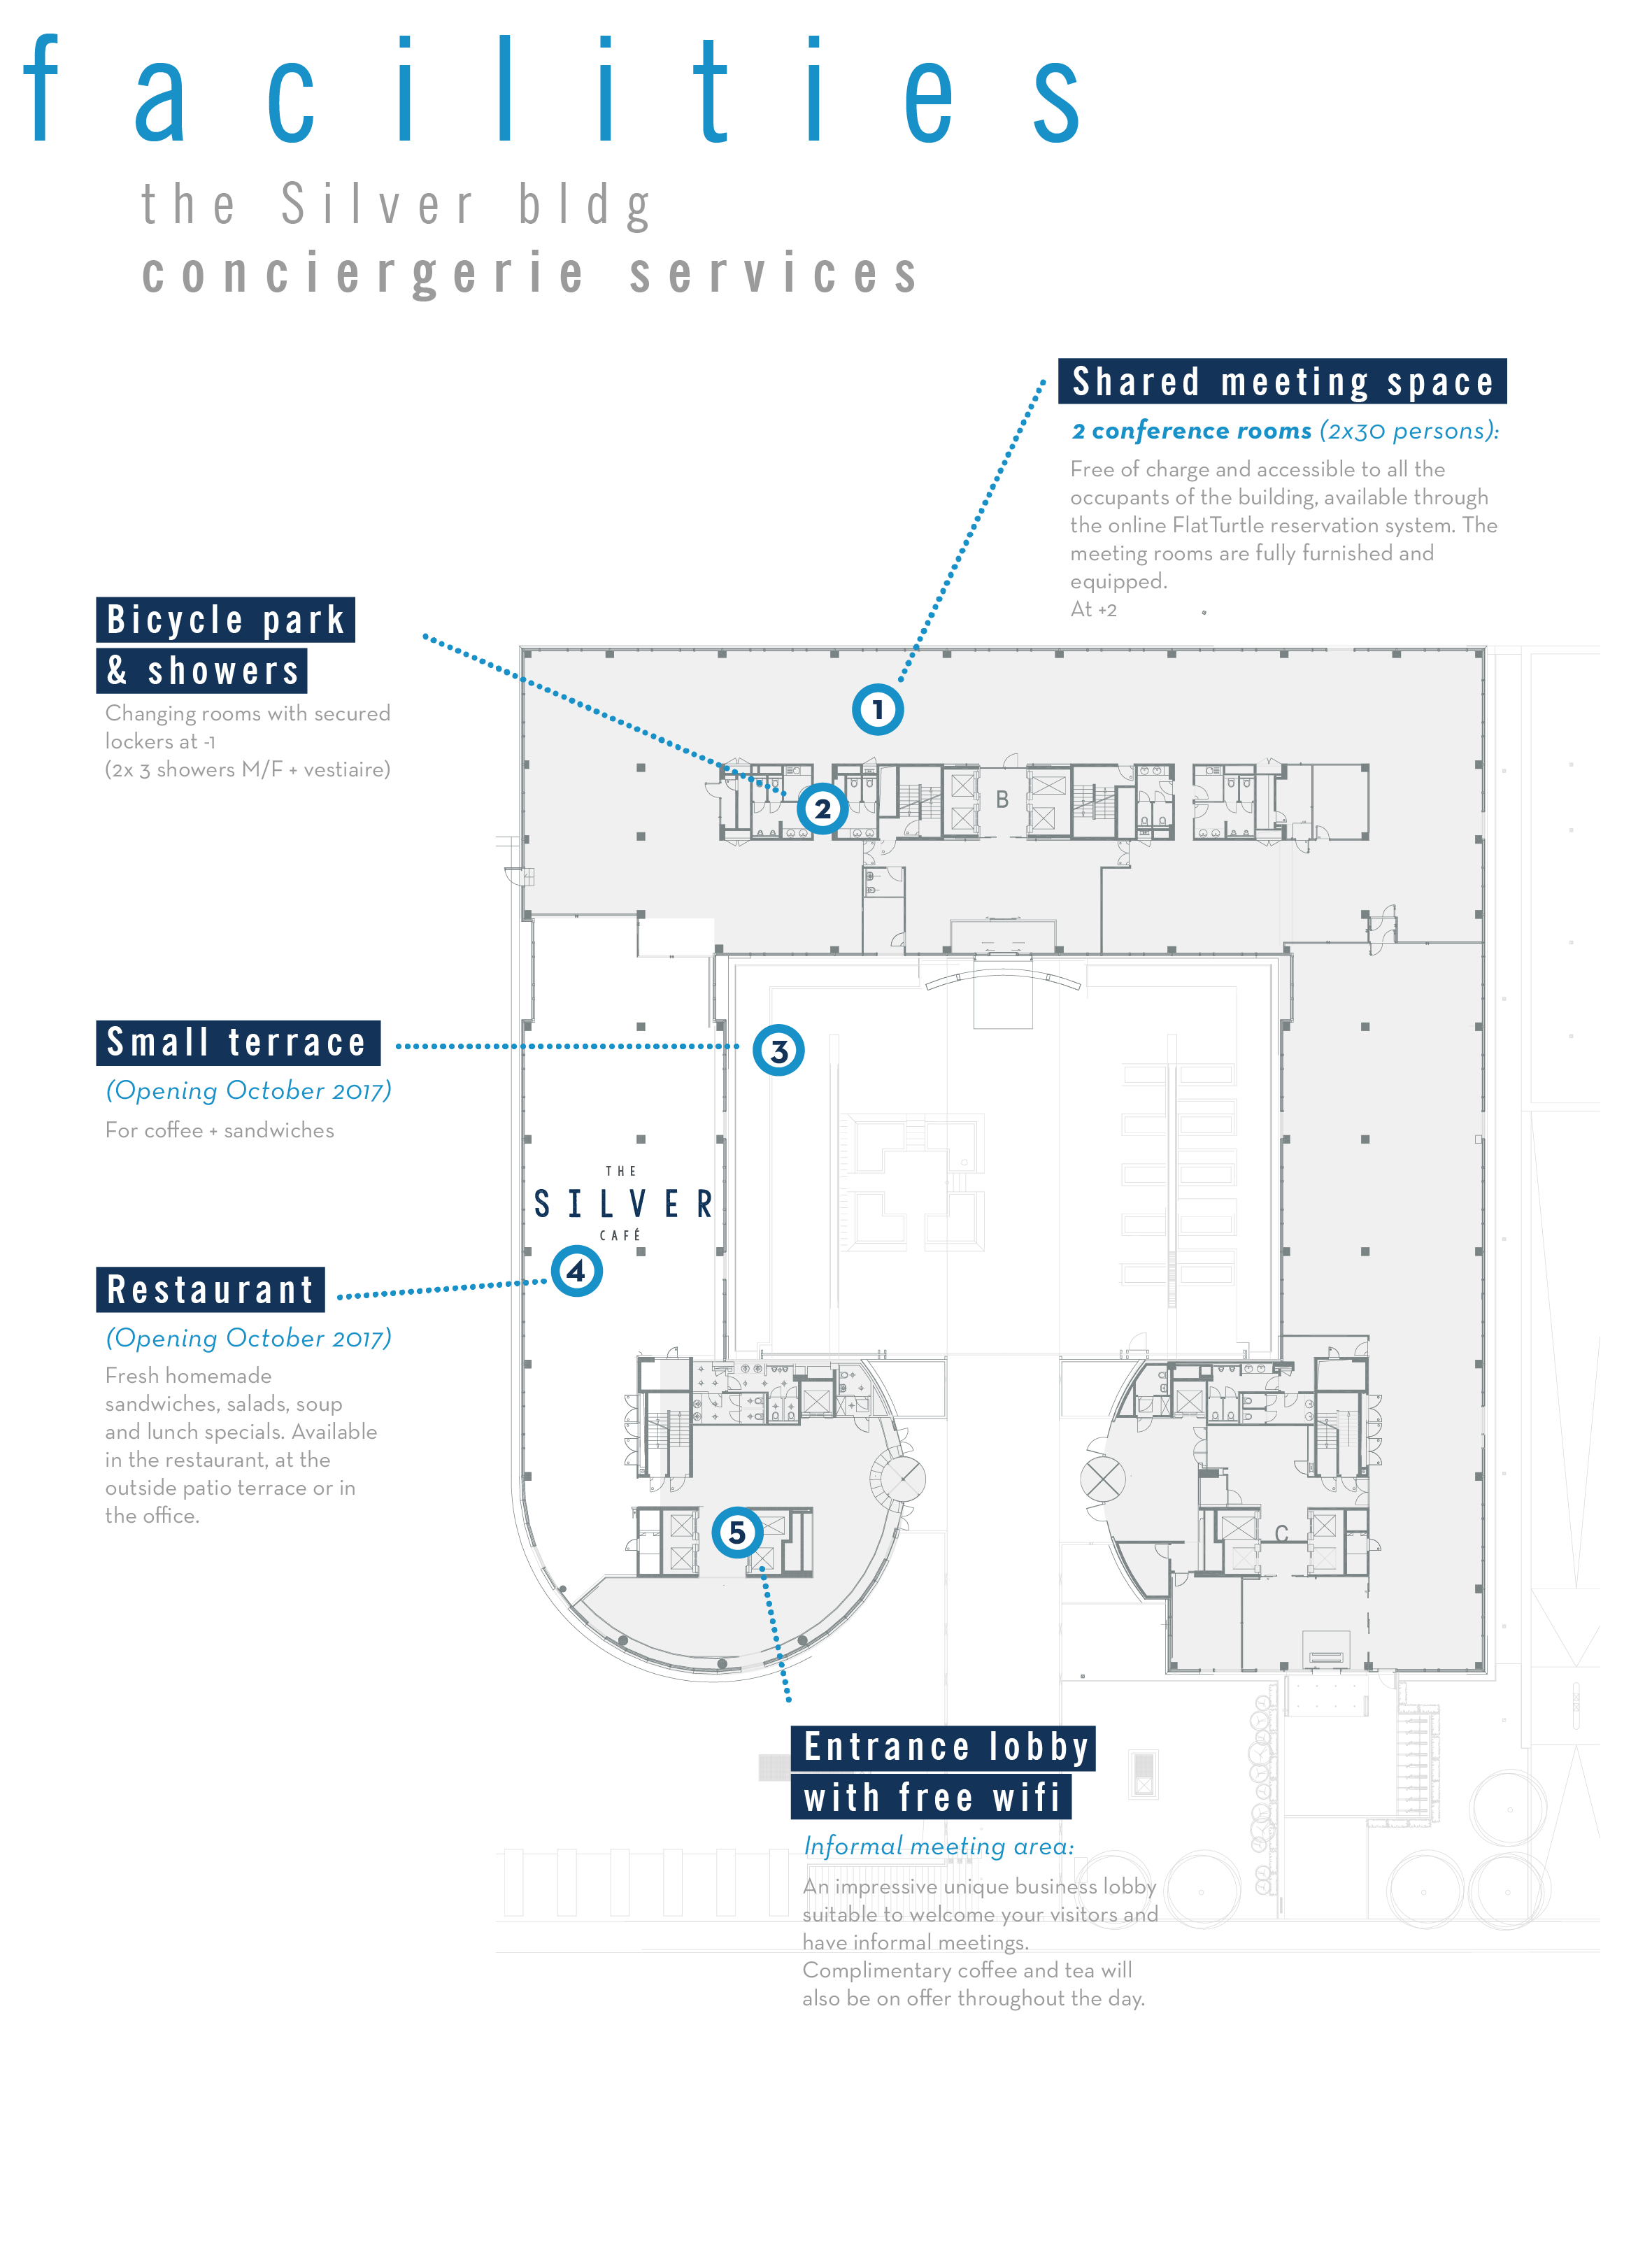 facilities
the Silver bldg
conciergerie services
Shared meeting space
2 conference rooms (2x30 persons):
Free of charge and accessible to all the
occupants of the building, available through
the online FlatTurtle reservation system. The
meeting rooms are fully furnished and
equipped.
At +2
Bicycle park
& showers
Changing rooms with secured
lockers at -1
(2x 3 showers M/F + vestiaire)
1
2
B
Small terrace
(Opening October 2017)
For coffee + sandwiches
3
THE
SILVER
CAFÉ
4
Restaurant
(Opening October 2017)
Fresh homemade
sandwiches, salads, soup
and lunch specials. Available
in the restaurant, at the
outside patio terrace or in
the office.
5
C
Entrance lobby
with free wifi
Informal meeting area:
An impressive unique business lobby
suitable to welcome your visitors and
have informal meetings.
Complimentary coffee and tea will
also be on offer throughout the day.